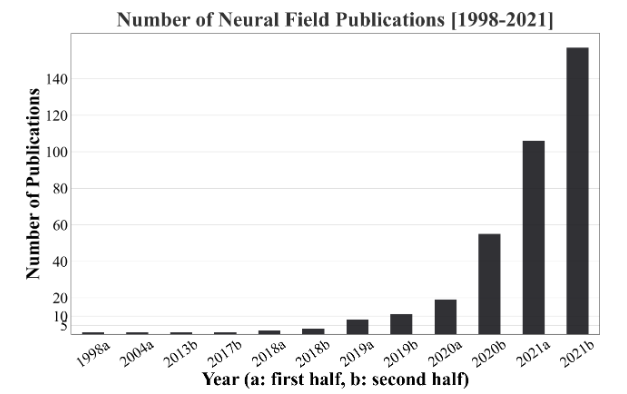 Number of Neural Field Publications [1998-2021]
Number of Publications
140
120
100
80
60
40
20
10
5
1998a 2004a 2013b 2017b 2018a 2018b 2019a 2019b 2020a 2020b 2021a 2021b
Year (a: first half, b: second half)